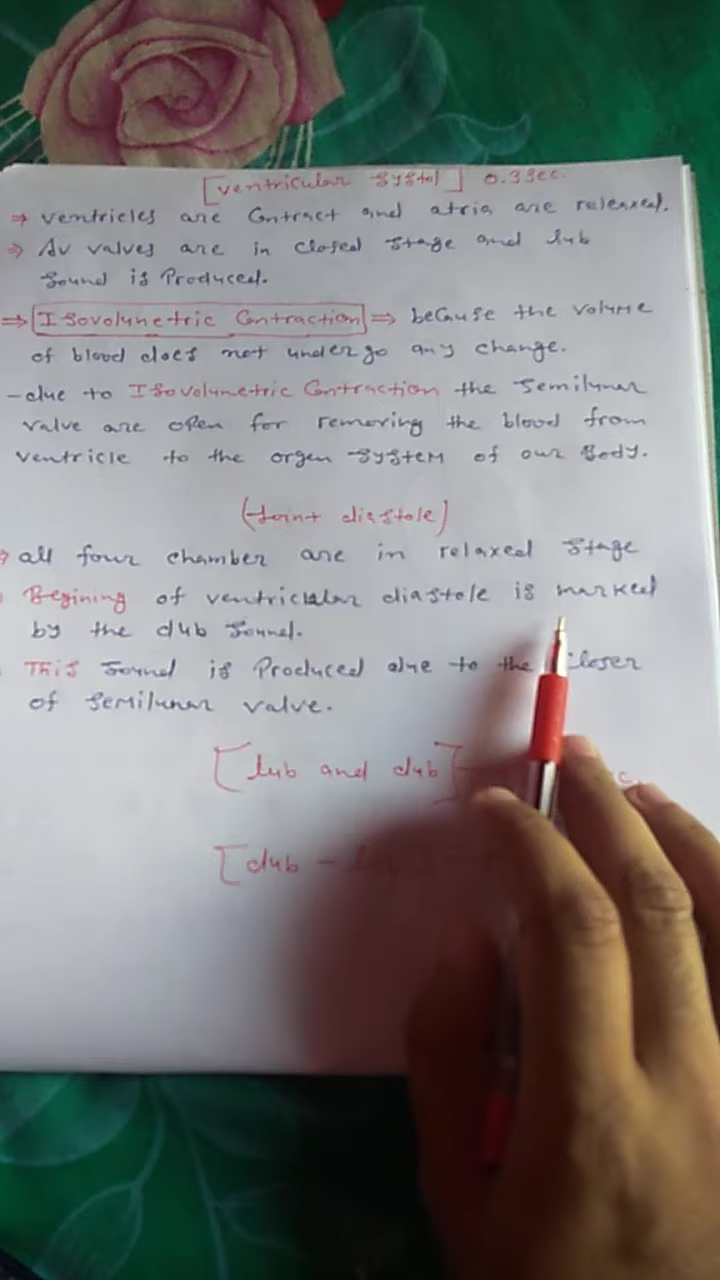 [ventricular systol] 0.3sec.
⇒ ventricles are Contract and atria are relexed.
⇒ AV valves are in closed stage and lub
sound is Produced.
⇒ Isovolumetric Contraction ⇒ because the volume
of blood does not undergo any change.
- due to Isovolumetric Contraction the semilunar
valve are open for removing the blood from
ventricle to the orgen system of our Body.
(Joint diastole)
all four chamber are in relaxed stage
Begining of ventricular diastole is marked
by the dub sound.
This sound is Produced due to the closer
of semilunar valve.
[lub and dub]
[dub -